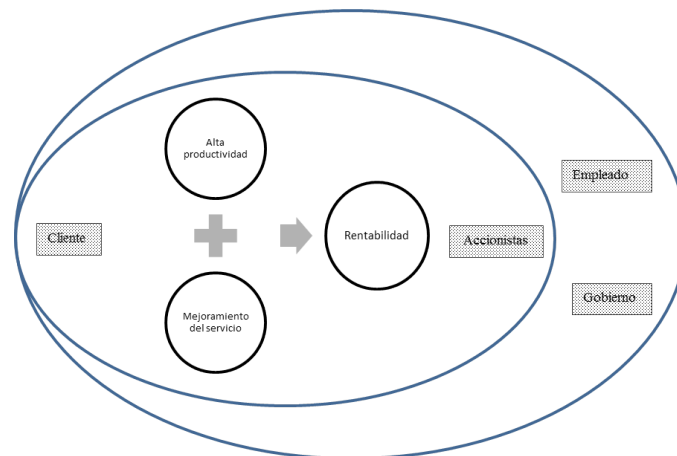 Alta
productividad
Empleado
Cliente
Rentabilidad
Accionistas
Gobierno
Mejoramiento
del servicio